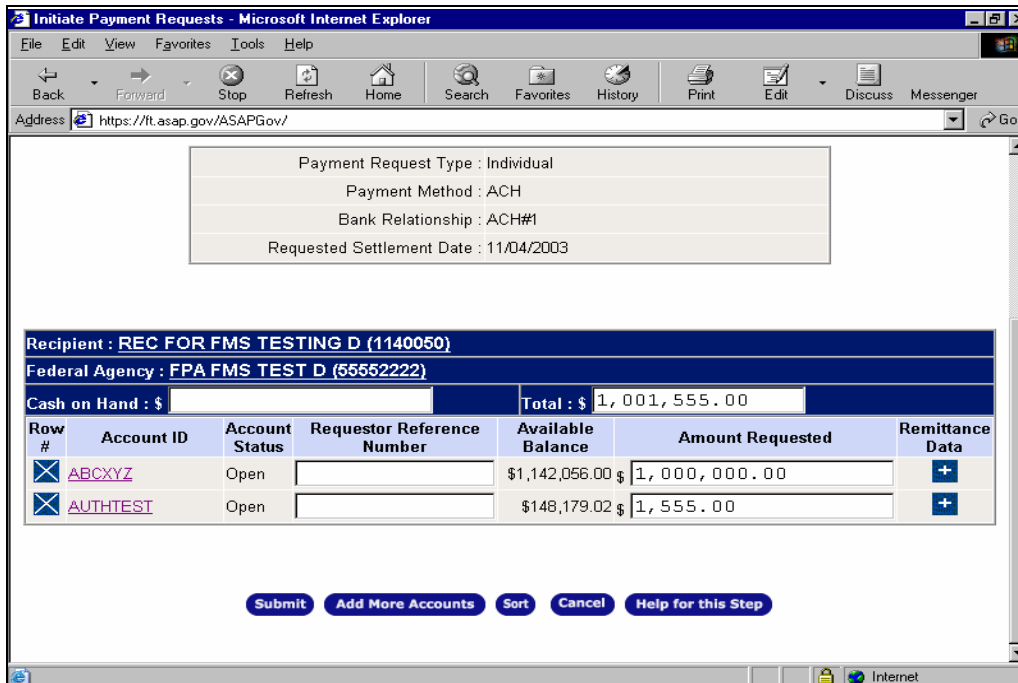 Initiate Payment Requests - Microsoft Internet Explorer
File Edit View Favorites Tools Help
Back Forward Stop Refresh Home Search Favorites History Print Edit Discuss Messenger
Address https://ft.asap.gov/ASAPGov/ Go
Payment Request Type : Individual
Payment Method : ACH
Bank Relationship : ACH#1
Requested Settlement Date : 11/04/2003
Recipient : REC FOR FMS TESTING D (1140050)
Federal Agency : FPA FMS TEST D (55552222)
Cash on Hand : $ Total : $ 1,001,555.00
Row # Account ID Account Status Requestor Reference Number Available Balance Amount Requested Remittance Data
ABCXYZ Open $1,142,056.00 $ 1,000,000.00 +
AUTHTEST Open $148,179.02 $ 1,555.00 +
Submit Add More Accounts Sort Cancel Help for this Step
Internet